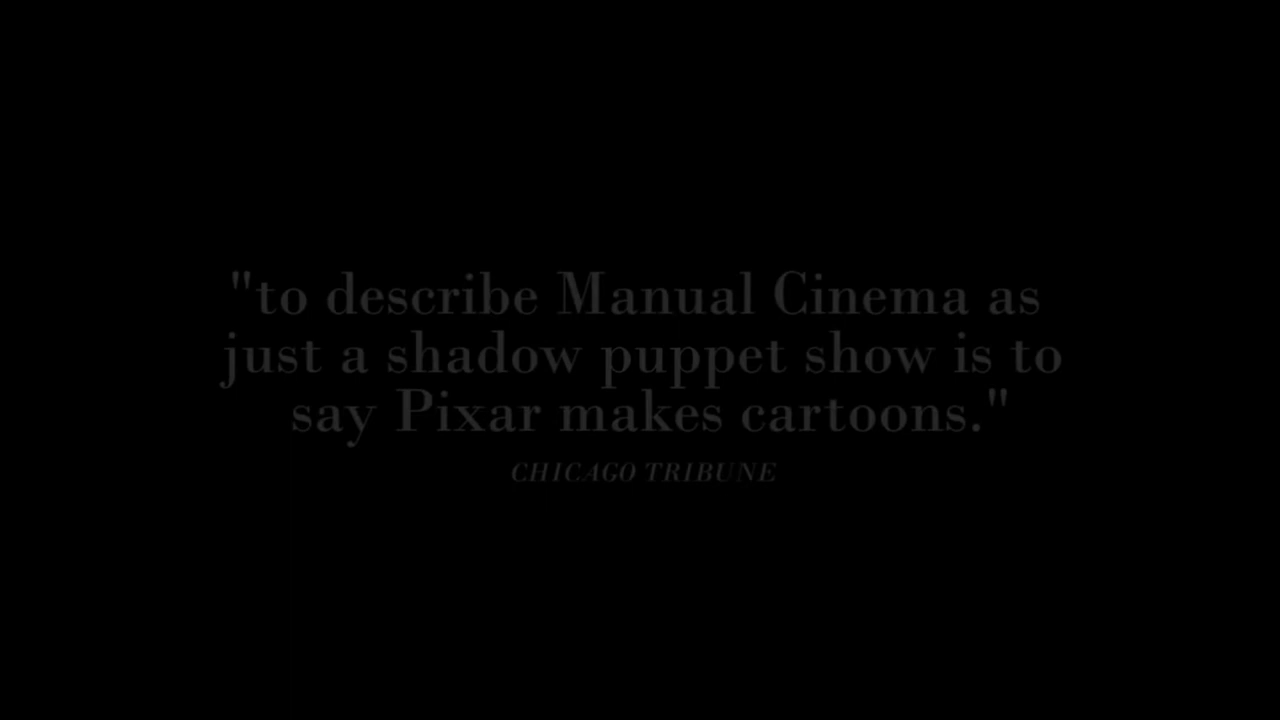 "to describe Manual Cinema as
just a shadow puppet show is to
say Pixar makes cartoons."
CHICAGO TRIBUNE